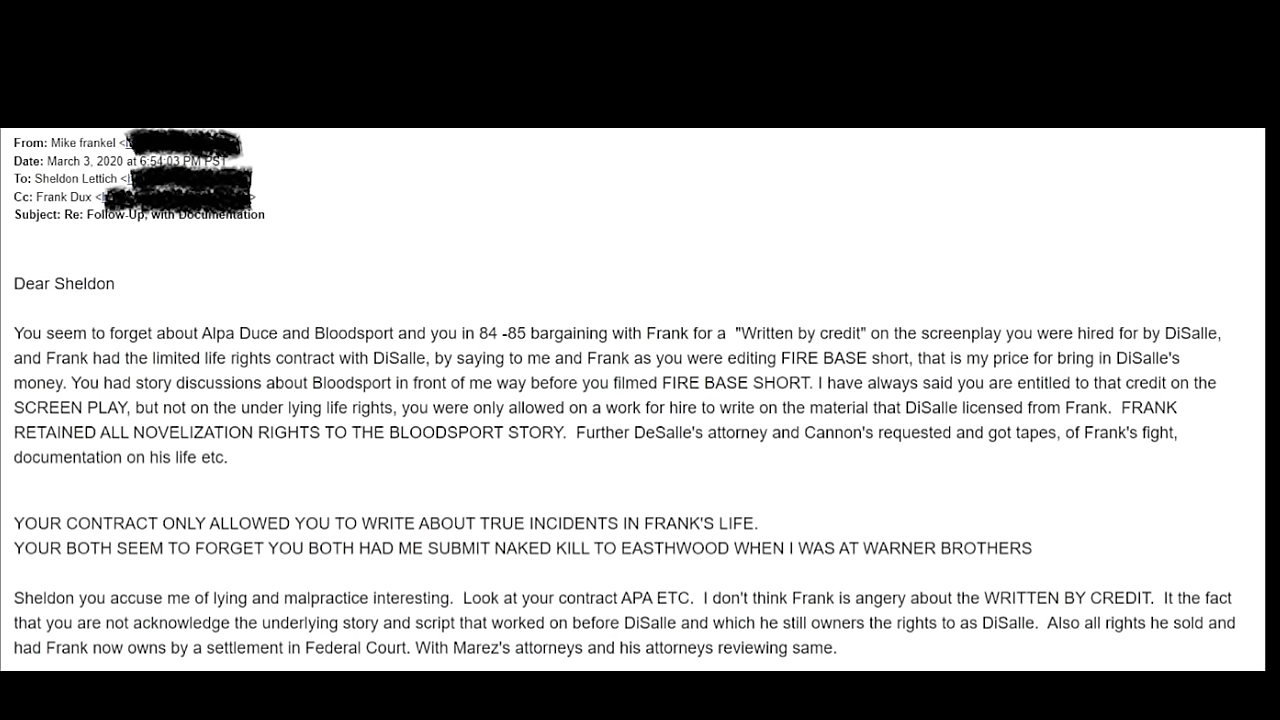 From: Mike frankel <
Date: March 3, 2020 at 6:54:03 PM PST
To: Sheldon Lettich <
Cc: Frank Dux < >
Subject: Re: Follow-Up, with Documentation
Dear Sheldon
You seem to forget about Alpa Duce and Bloodsport and you in 84 -85 bargaining with Frank for a "Written by credit" on the screenplay you were hired for by DiSalle,
and Frank had the limited life rights contract with DiSalle, by saying to me and Frank as you were editing FIRE BASE short, that is my price for bring in DiSalle's
money. You had story discussions about Bloodsport in front of me way before you filmed FIRE BASE SHORT. I have always said you are entitled to that credit on the
SCREEN PLAY, but not on the under lying life rights, you were only allowed on a work for hire to write on the material that DiSalle licensed from Frank. FRANK
RETAINED ALL NOVELIZATION RIGHTS TO THE BLOODSPORT STORY. Further DeSalle's attorney and Cannon's requested and got tapes, of Frank's fight,
documentation on his life etc.
YOUR CONTRACT ONLY ALLOWED YOU TO WRITE ABOUT TRUE INCIDENTS IN FRANK'S LIFE.
YOUR BOTH SEEM TO FORGET YOU BOTH HAD ME SUBMIT NAKED KILL TO EASTHWOOD WHEN I WAS AT WARNER BROTHERS
Sheldon you accuse me of lying and malpractice interesting. Look at your contract APA ETC. I don't think Frank is angery about the WRITTEN BY CREDIT. It the fact
that you are not acknowledge the underlying story and script that worked on before DiSalle and which he still owners the rights to as DiSalle. Also all rights he sold and
had Frank now owns by a settlement in Federal Court. With Marez's attorneys and his attorneys reviewing same.